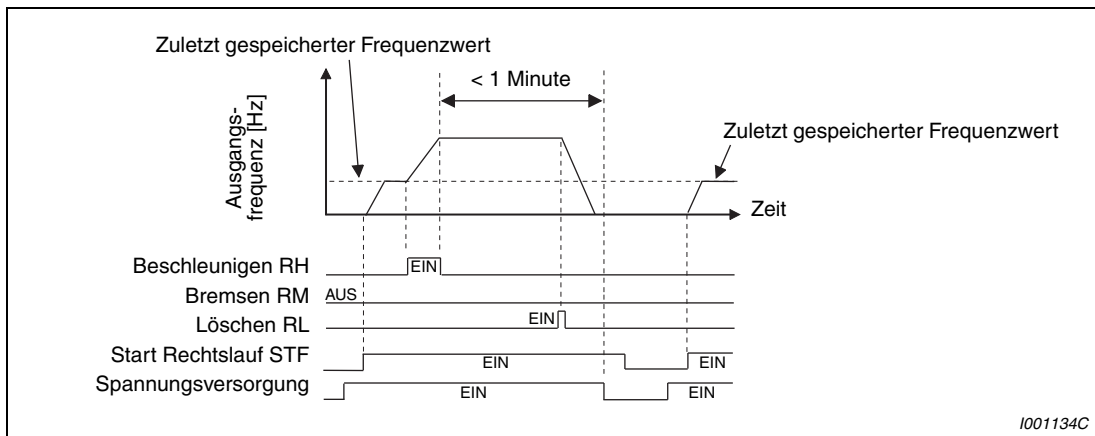 Zuletzt gespeicherter Frequenzwert
< 1 Minute
Ausgangs-
frequenz [Hz]
Zuletzt gespeicherter Frequenzwert
Zeit
Beschleunigen RH
EIN
Bremsen RM
AUS
Löschen RL
EIN
Start Rechtslauf STF
EIN
EIN
Spannungsversorgung
EIN
EIN
I001134C